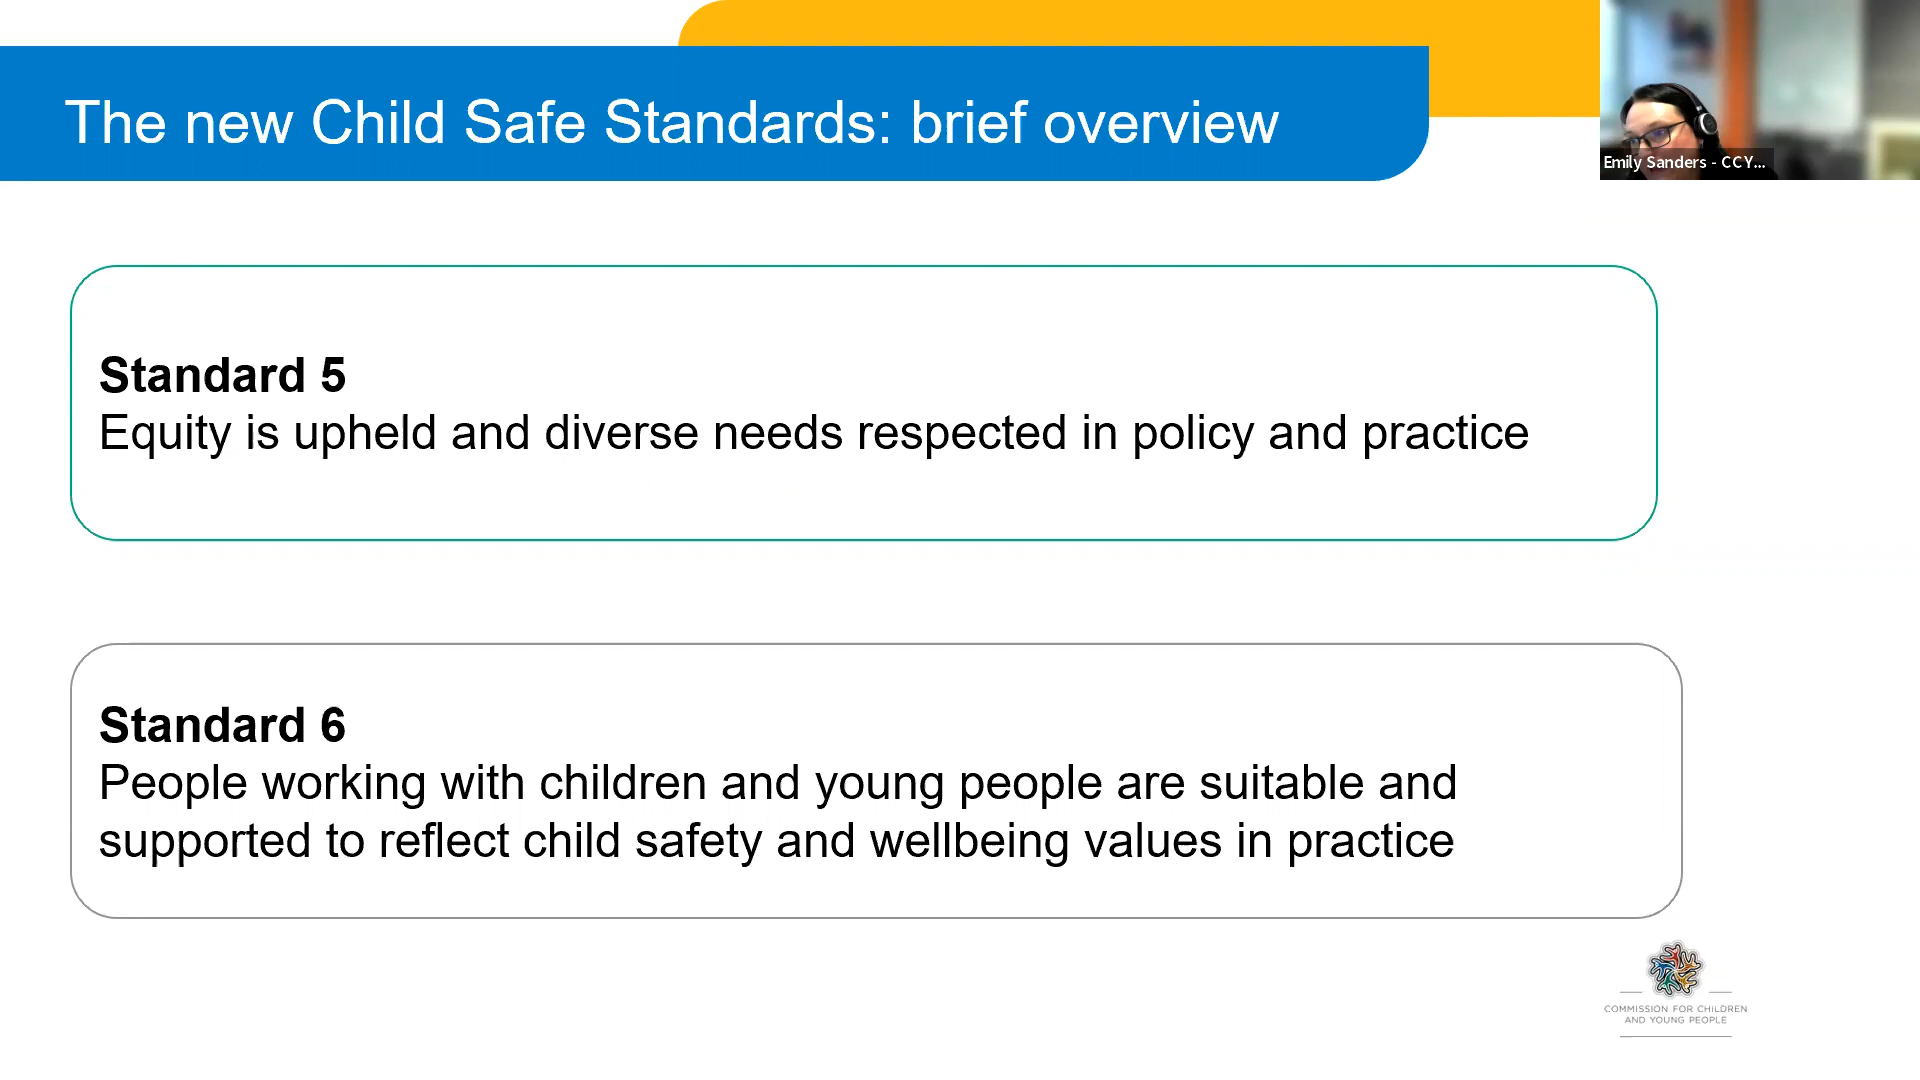 The new Child Safe Standards: brief overview
Emily Sanders - CCY...
Standard 5
Equity is upheld and diverse needs respected in policy and practice
Standard 6
People working with children and young people are suitable and
supported to reflect child safety and wellbeing values in practice
COMMISSION FOR CHILDREN
AND YOUNG PEOPLE